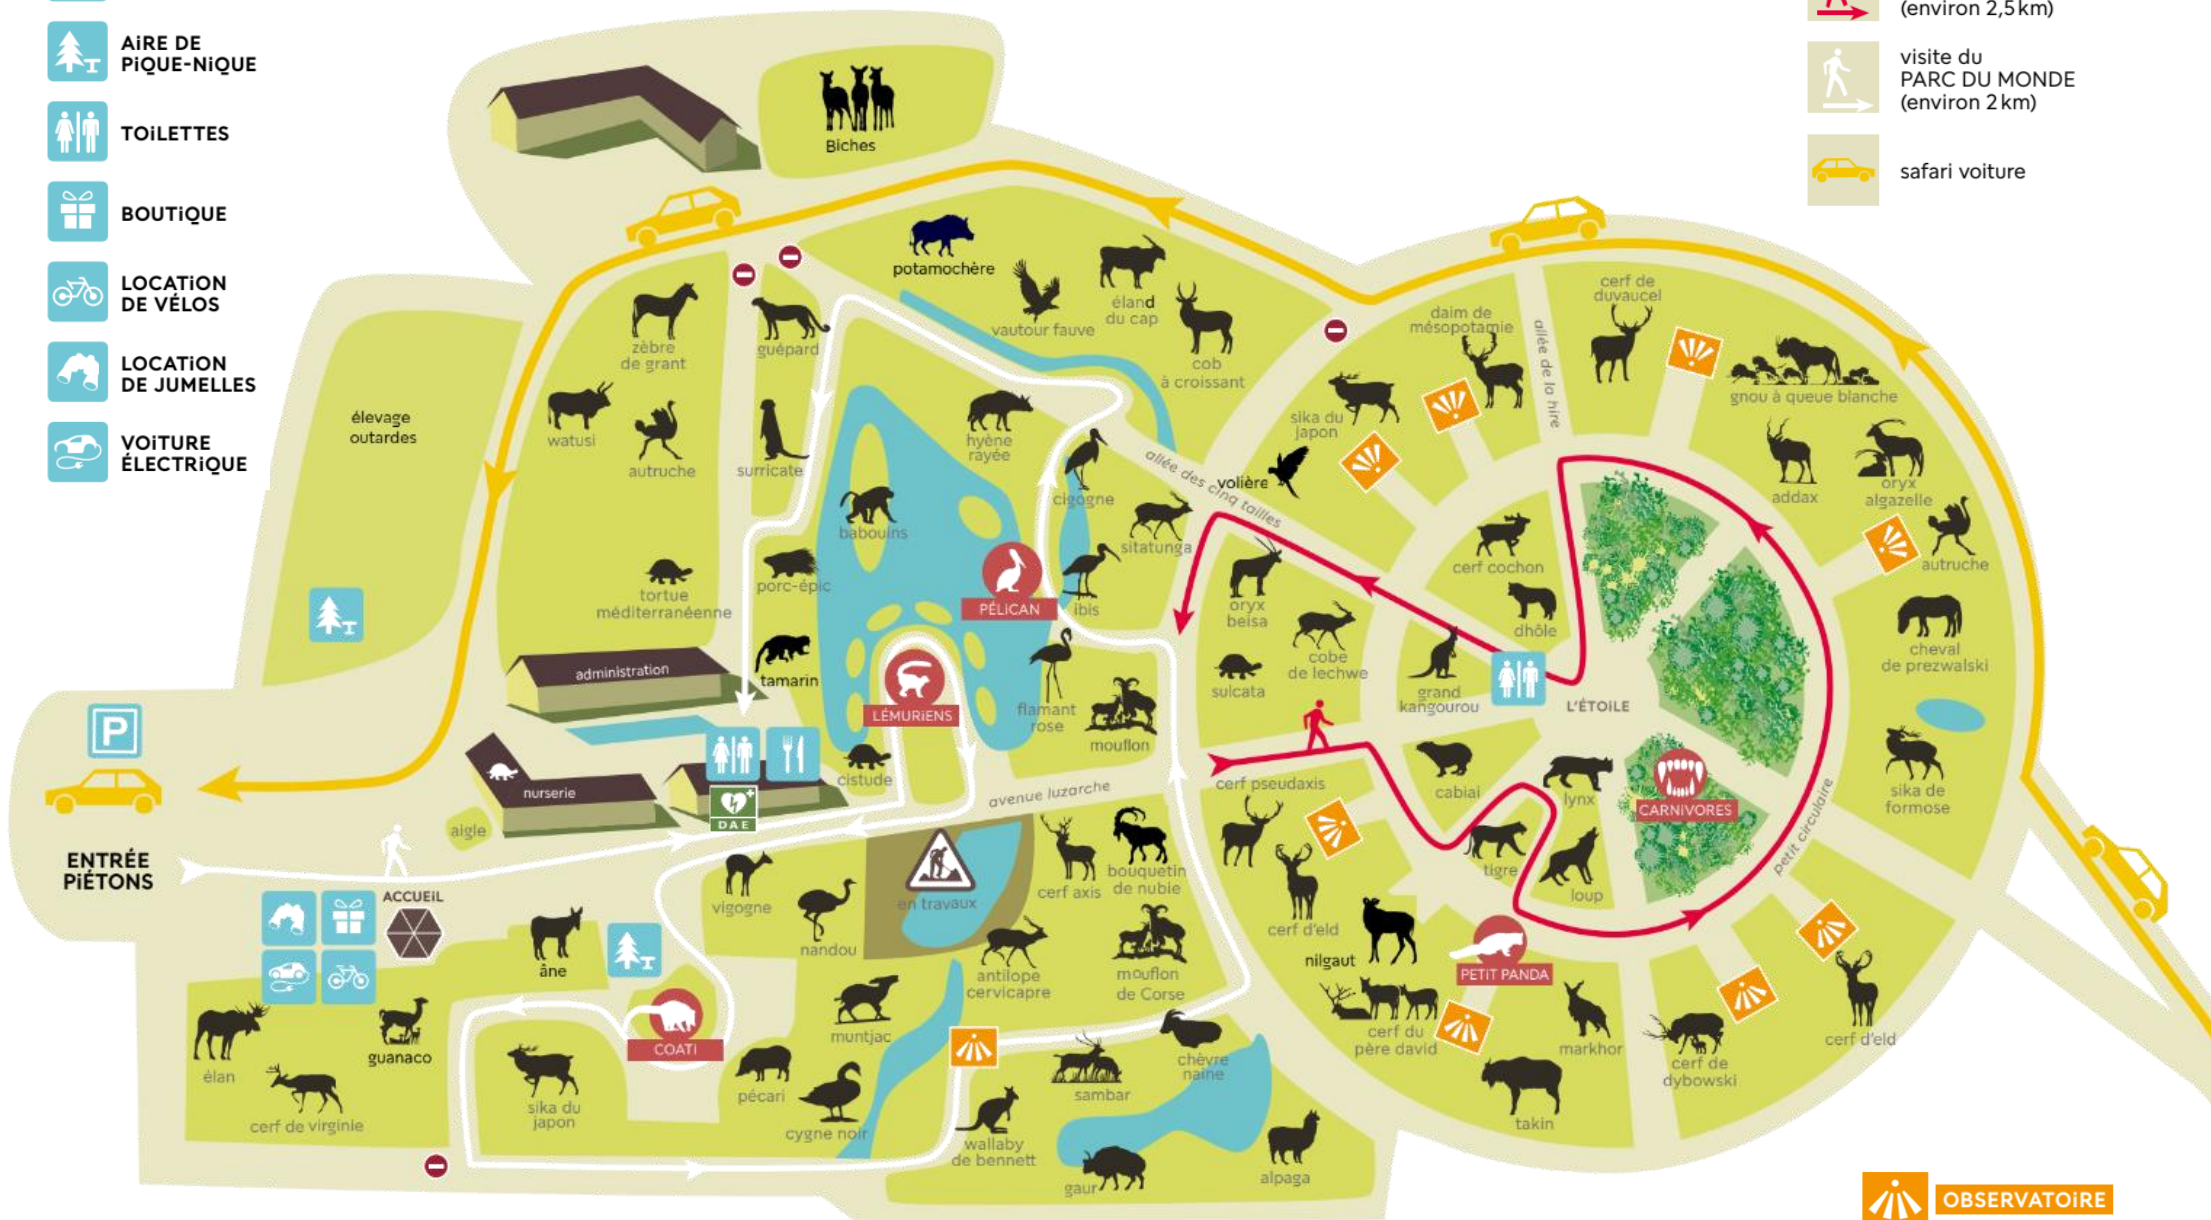 AiRE DE
PiQUE-NiQUE
TOiLETTES
BOUTiQUE
LOCATiON
DE VÉLOS
LOCATiON
DE JUMELLES
VOiTURE
ÉLECTRiQUE
(environ 2,5 km)
visite du
PARC DU MONDE
(environ 2 km)
safari voiture
Biches
potamochère
vautour fauve
éland
du cap
cob
à croissant
zèbre
de grant
guépard
watusi
autruche
surricate
élevage
outardes
hyène
rayée
babouins
cigogne
sitatunga
ibis
PÉLICAN
porc-épic
tortue
méditerranéenne
tamarin
administration
LÉMURiENS
flamant
rose
mouflon
cistude
nurserie
aigle
DAE
P
ENTRÉE
PiÉTONS
ACCUEiL
avenue luzarche
allée des cinq tailles
volière
sika du
japon
daim de
mésopotamie
allée de la hire
cerf de
duvaucel
gnou à queue blanche
addax
oryx
algazelle
autruche
cheval
de prezwalski
sika de
formose
cerf cochon
dhôle
grand
kangourou
L'ÉTOiLE
oryx
beisa
cobe
de lechwe
sulcata
cerf pseudaxis
cabiai
lynx
tigre
loup
CARNIVORES
petit circulaire
cerf d'eld
nilgaut
PETIT PANDA
cerf du
père david
markhor
takin
cerf de
dybowski
cerf d'eld
vigogne
nandou
en travaux
cerf axis
bouquetin
de nubie
antilope
cervicapre
mouflon
de Corse
âne
élan
guanaco
cerf de virginie
COATI
sika du
japon
muntjac
pécari
cygne noir
wallaby
de bennett
sambar
chèvre
naine
gaur
alpaga
OBSERVATOiRE